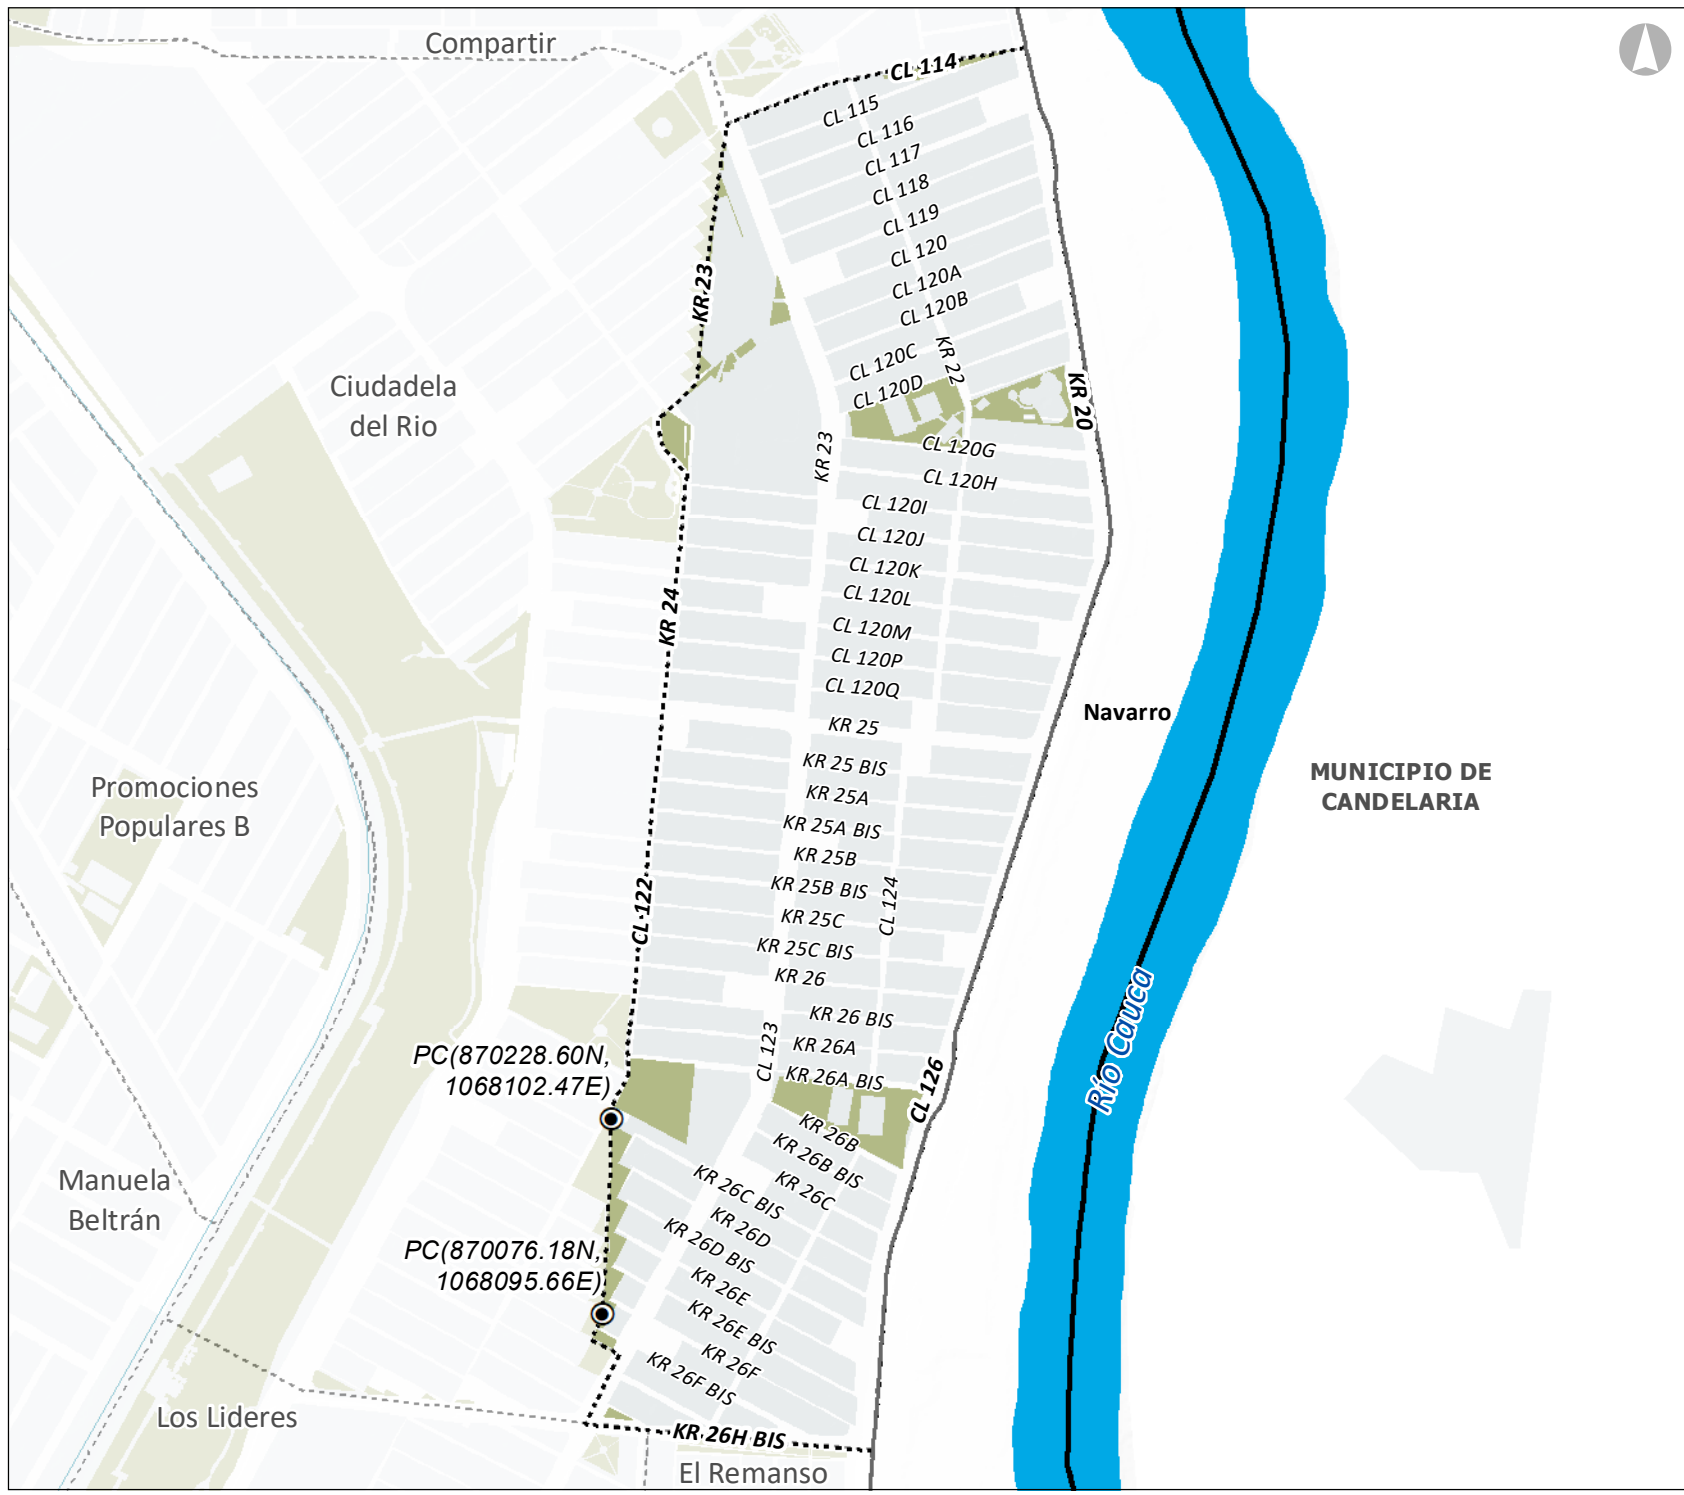 Compartir
CL 114
CL 115
CL 116
CL 117
CL 118
CL 119
CL 120
CL 120A
CL 120B
KR 23
KR 22
CL 120C
CL 120D
KR 20
Ciudadela
del Rio
KR 23
CL 120G
CL 120H
CL 120I
CL 120J
CL 120K
CL 120L
KR 24
CL 120M
CL 120P
CL 120Q
KR 25
Navarro
KR 25 BIS
KR 25A
MUNICIPIO DE
CANDELARIA
Promociones
Populares B
KR 25A BIS
KR 25B
KR 25B BIS
CL 124
CL 122
KR 25C
KR 25C BIS
KR 26
KR 26 BIS
Río Cauca
CL 123
KR 26A
KR 26A BIS
CL 126
PC(870228.60N,
1068102.47E)
KR 26B
KR 26B BIS
KR 26C
KR 26C BIS
Manuela
Beltrán
KR 26D
KR 26D BIS
PC(870076.18N,
1068095.66E)
KR 26E
KR 26E BIS
KR 26F
KR 26F BIS
Los Lideres
KR 26H BIS
El Remanso